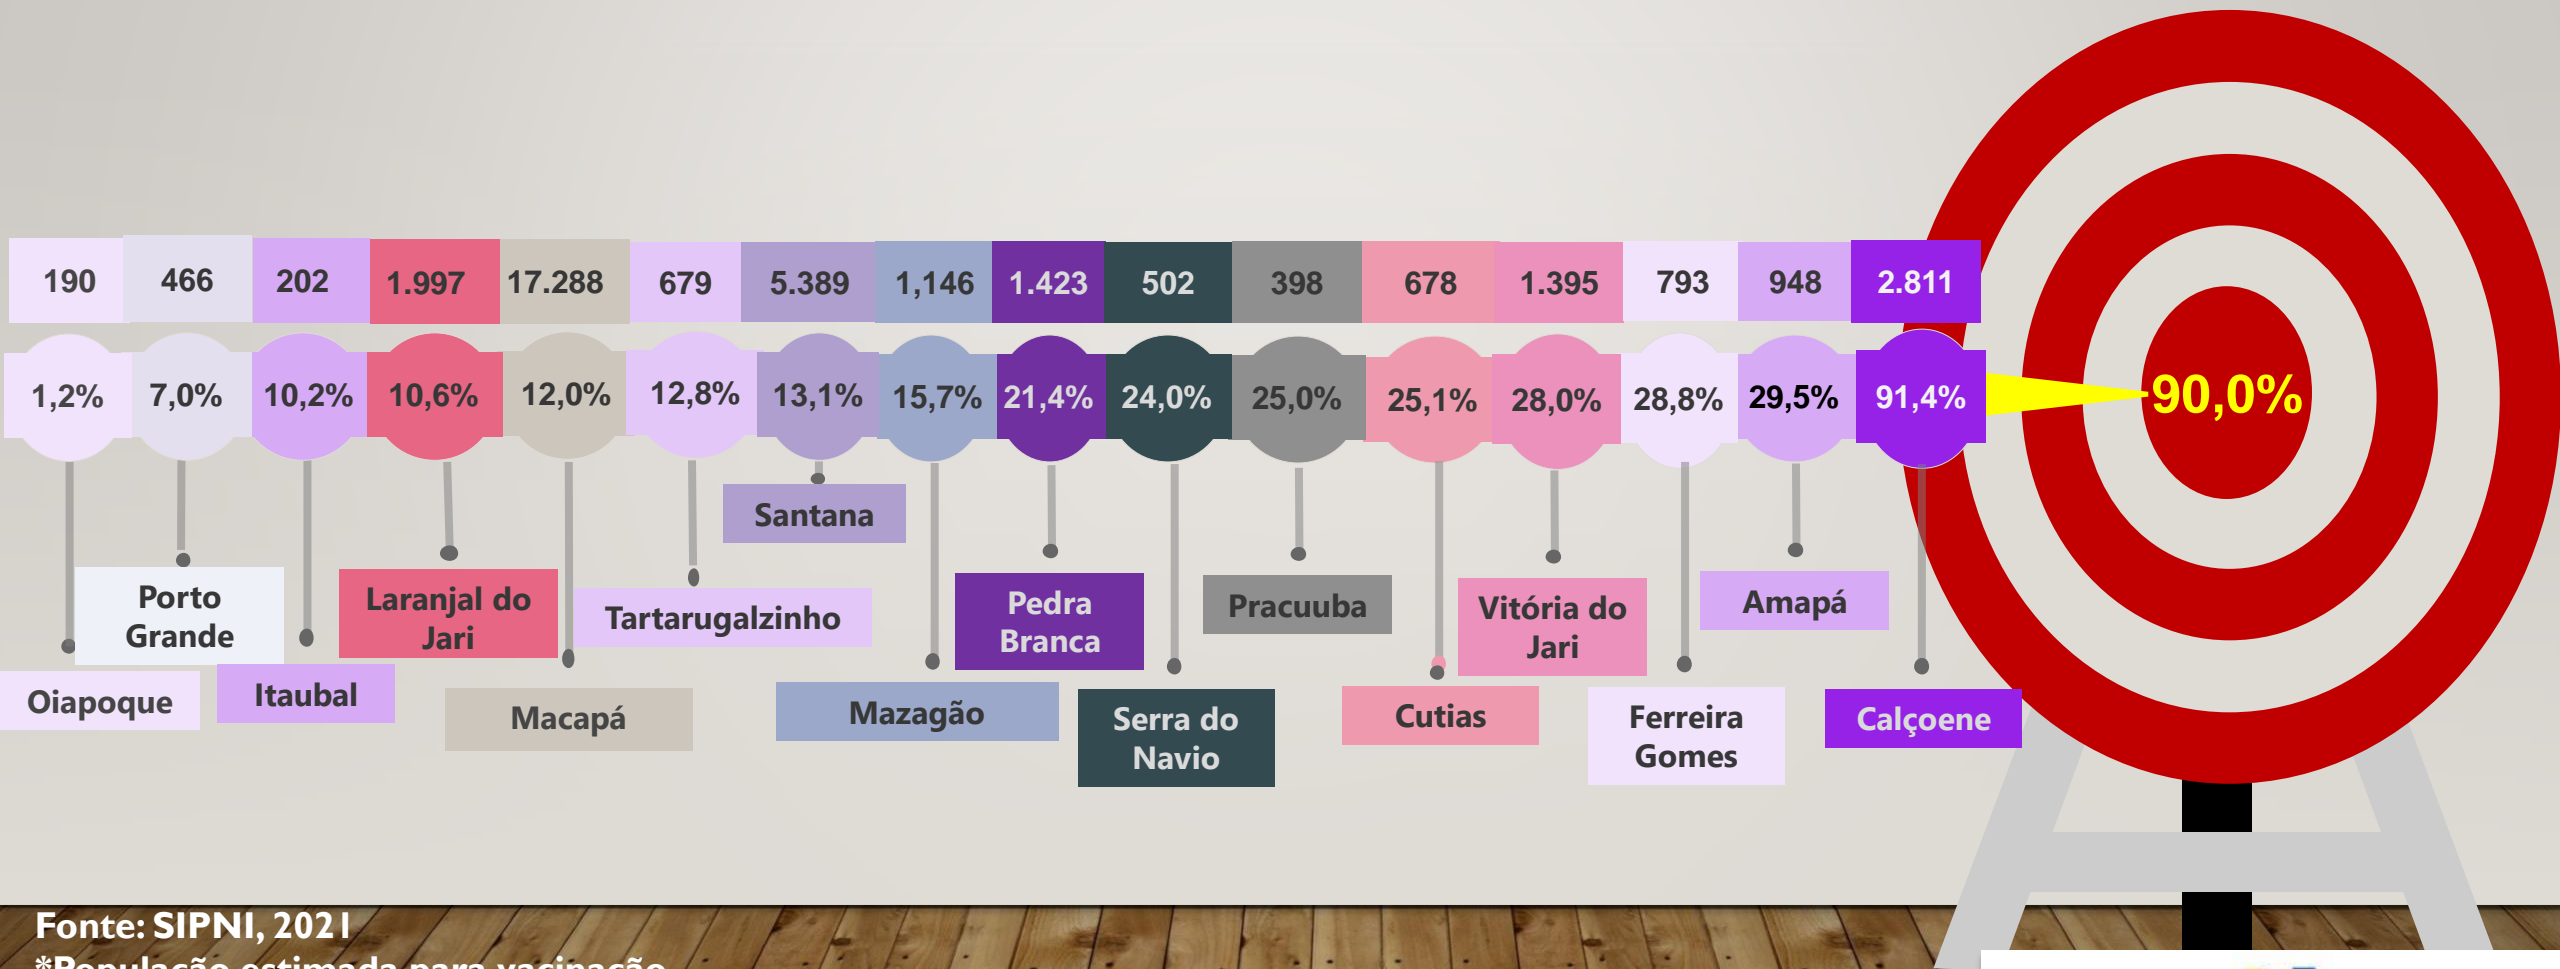 190
466
202
1.997
17.288
679
5.389
1,146
1.423
502
398
678
1.395
793
948
2.811
1,2%
7,0%
10,2%
10,6%
12,0%
12,8%
13,1%
15,7%
21,4%
24,0%
25,0%
25,1%
28,0%
28,8%
29,5%
91,4%
90,0%
Santana
Porto
Grande
Laranjal do
Jari
Tartarugalzinho
Pedra
Branca
Pracuuba
Vitória do
Jari
Amapá
Oiapoque
Itaubal
Macapá
Mazagão
Serra do
Navio
Cutias
Ferreira
Gomes
Calçoene
Fonte: SIPNI, 2021
*População estimada para vacinação